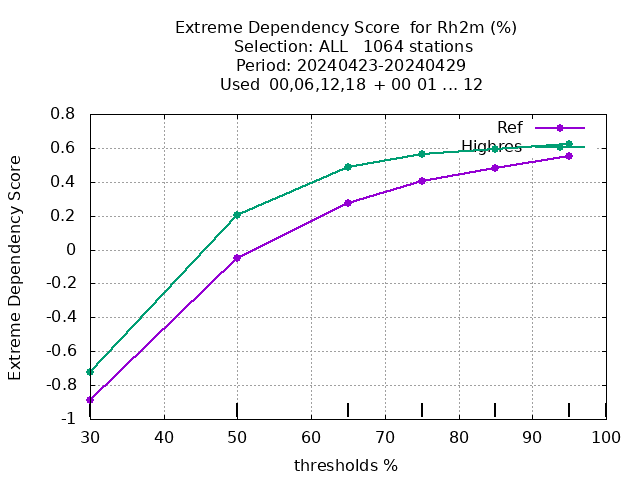 Extreme Dependency Score  for Rh2m (%)
Selection: ALL   1064 stations
Period: 20240423-20240429
Used  00,06,12,18  + 00 01 ... 12
Extreme Dependency Score
0.8
0.6
0.4
0.2
0
-0.2
-0.4
-0.6
-0.8
-1
Ref
Highres
30 40 50 60 70 80 90 100
thresholds %